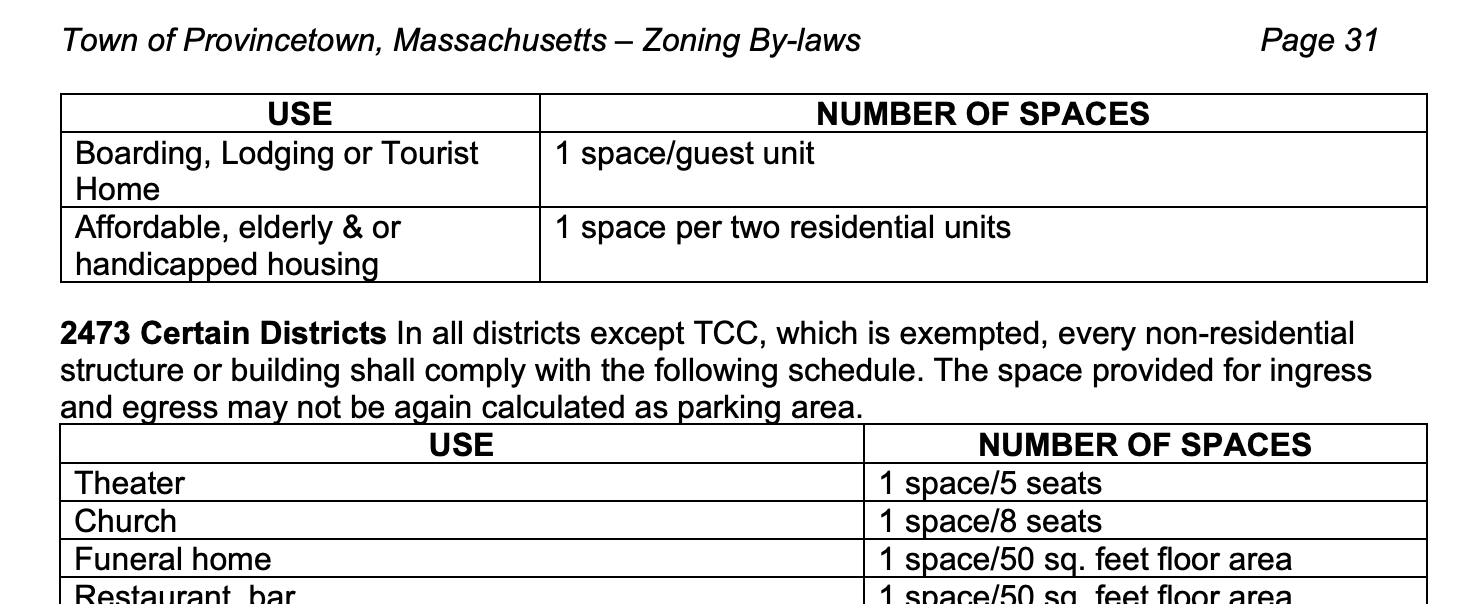 Town of Provincetown, Massachusetts – Zoning By-laws Page 31
USE NUMBER OF SPACES
Boarding, Lodging or Tourist 1 space/guest unit
Home
Affordable, elderly & or 1 space per two residential units
handicapped housing
2473 Certain Districts In all districts except TCC, which is exempted, every non-residential
structure or building shall comply with the following schedule. The space provided for ingress
and egress may not be again calculated as parking area.
USE NUMBER OF SPACES
Theater 1 space/5 seats
Church 1 space/8 seats
Funeral home 1 space/50 sq. feet floor area
Restaurant, bar 1 space/50 sq. feet floor area